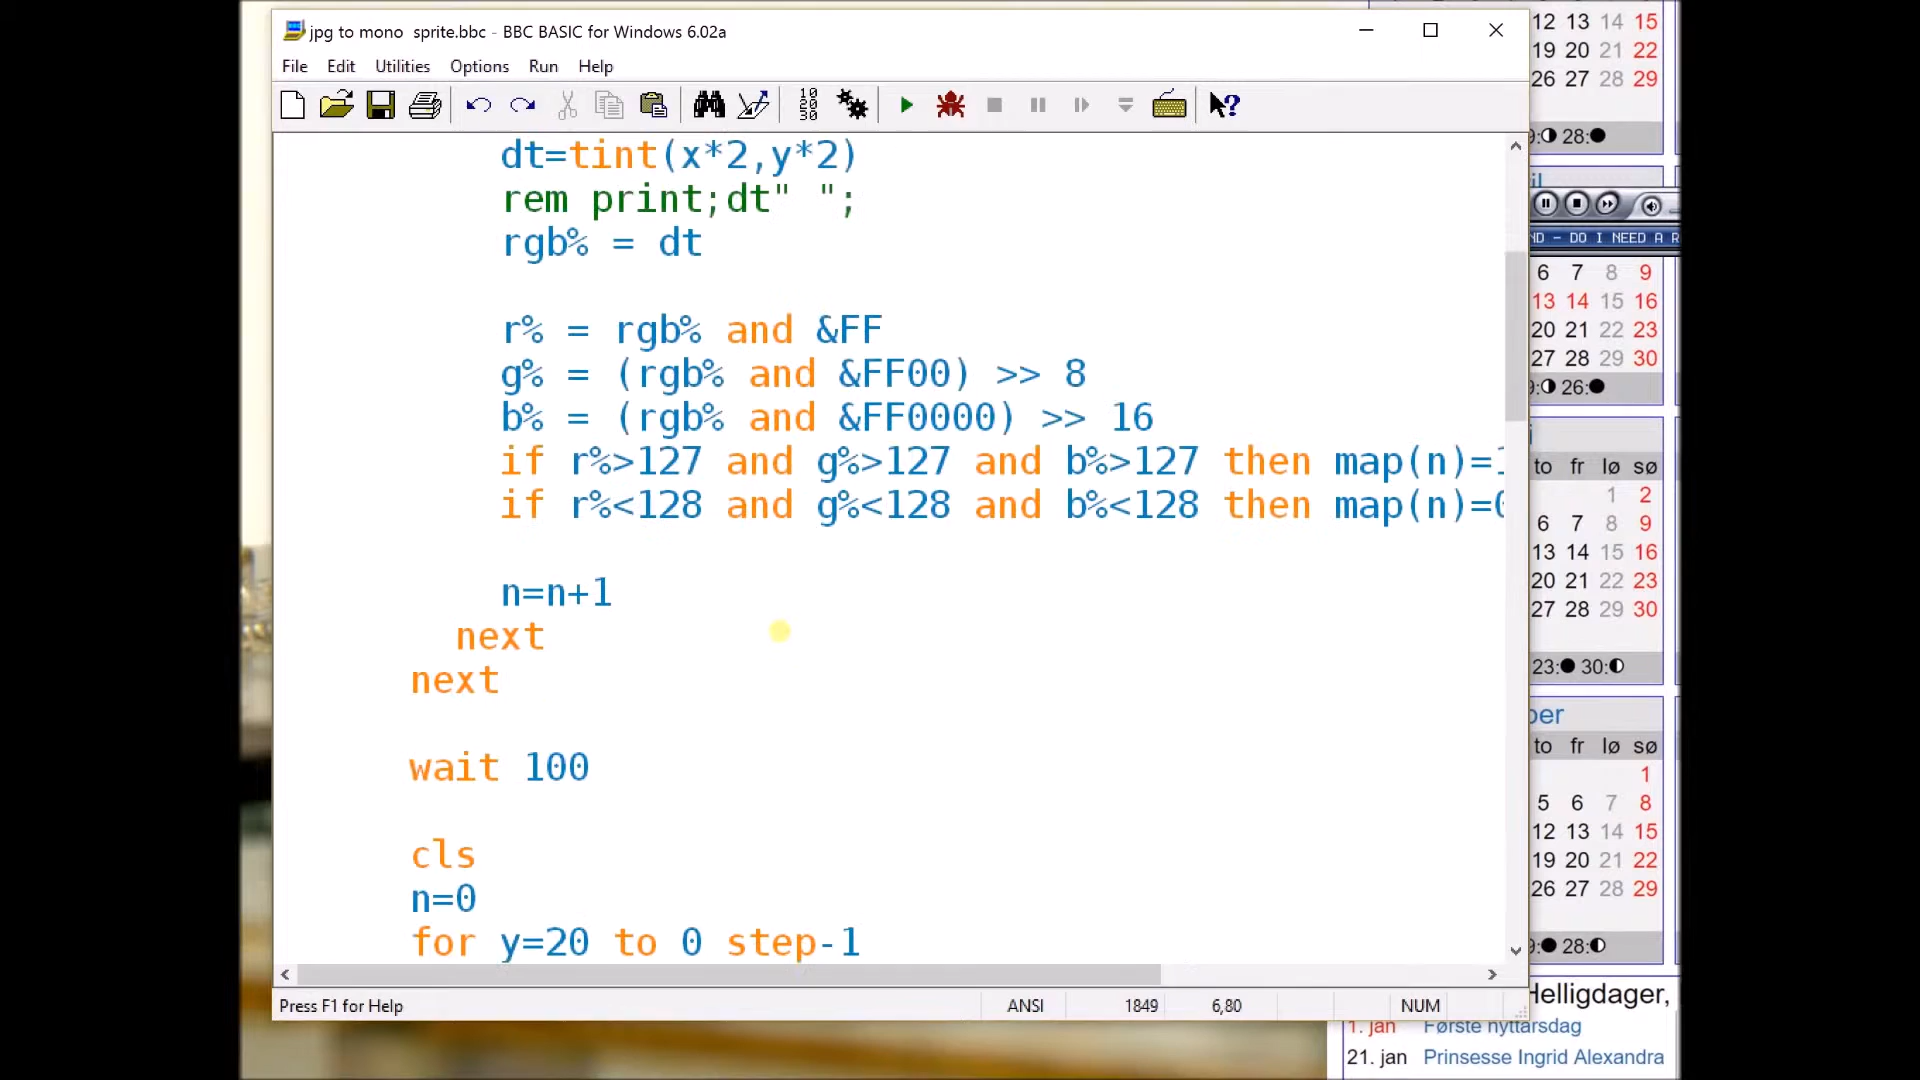 jpg to mono  sprite.bbc - BBC BASIC for Windows 6.02a
File Edit Utilities Options Run Help
10
20
30
dt=tint(x*2,y*2)
rem print;dt" ";
rgb% = dt
r% = rgb% and &FF
g% = (rgb% and &FF00) >> 8
b% = (rgb% and &FF0000) >> 16
if r%>127 and g%>127 and b%>127 then map(n)=1
if r%<128 and g%<128 and b%<128 then map(n)=0
n=n+1
next
next
wait 100
cls
n=0
for y=20 to 0 step-1
Press F1 for Help ANSI 1849 6,80 NUM
12 13 14 15
19 20 21 22
26 27 28 29
28:
DO I NEED A R
6 7 8 9
13 14 15 16
20 21 22 23
27 28 29 30
26:
to fr lø sø
1 2
6 7 8 9
13 14 15 16
20 21 22 23
27 28 29 30
23: 30:
to fr lø sø
1
5 6 7 8
12 13 14 15
19 20 21 22
26 27 28 29
28:
Helligdager,
1. jan Første nyttårsdag
21. jan Prinsesse Ingrid Alexandra